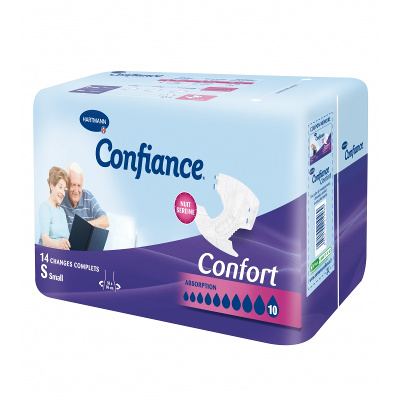 HARTMANN
Confiance
NUIT
SEREINE
14 CHANGES COMPLETS
S Small
Confort
ABSORPTION
10